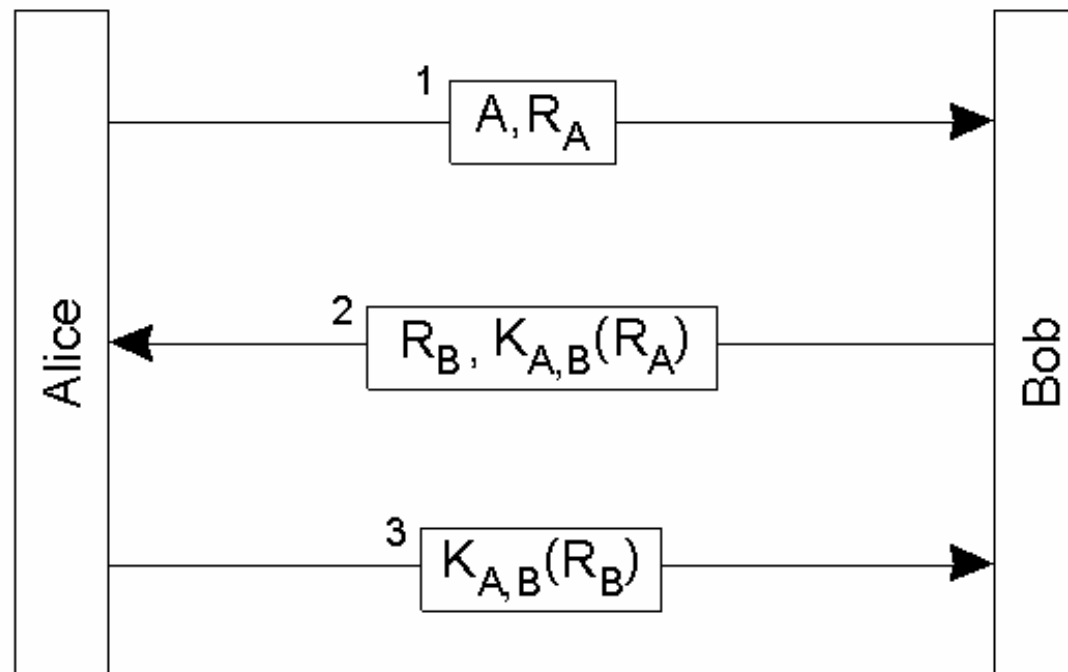 Alice
1
A, R_A
2
R_B, K_A,B(R_A)
3
K_A,B(R_B)
Bob